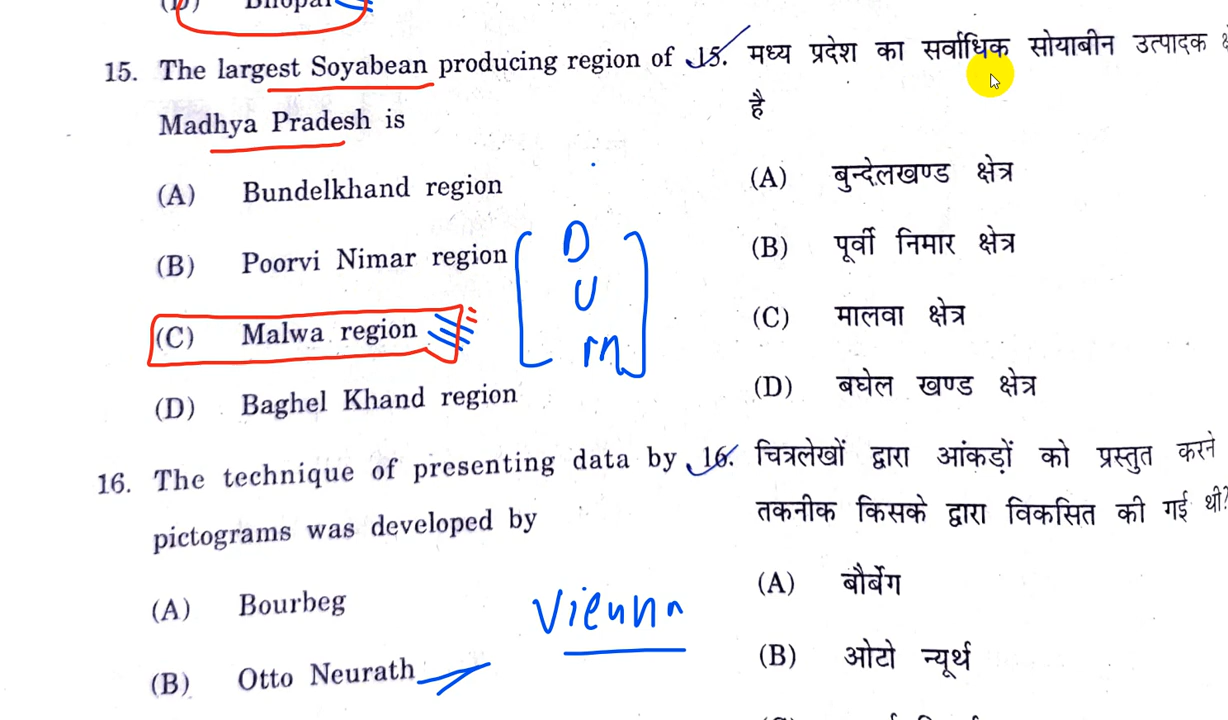 (D) Bhopal
15. The largest Soyabean producing region of
Madhya Pradesh is
(A) Bundelkhand region
(B) Poorvi Nimar region
(C) Malwa region
(D) Baghel Khand region
D
U
m
16. The technique of presenting data by
pictograms was developed by
(A) Bourbeg
(B) Otto Neurath
Vienna
15. मध्य प्रदेश का सर्वाधिक सोयाबीन उत्पादक
है
(A) बुन्देलखण्ड क्षेत्र
(B) पूर्वी निमार क्षेत्र
(C) मालवा क्षेत्र
(D) बघेल खण्ड क्षेत्र
16. चित्रलेखों द्वारा आंकड़ों को प्रस्तुत करने
तकनीक किसके द्वारा विकसित की गई थी?
(A) बौर्बेग
(B) ओटो न्यूर्थ